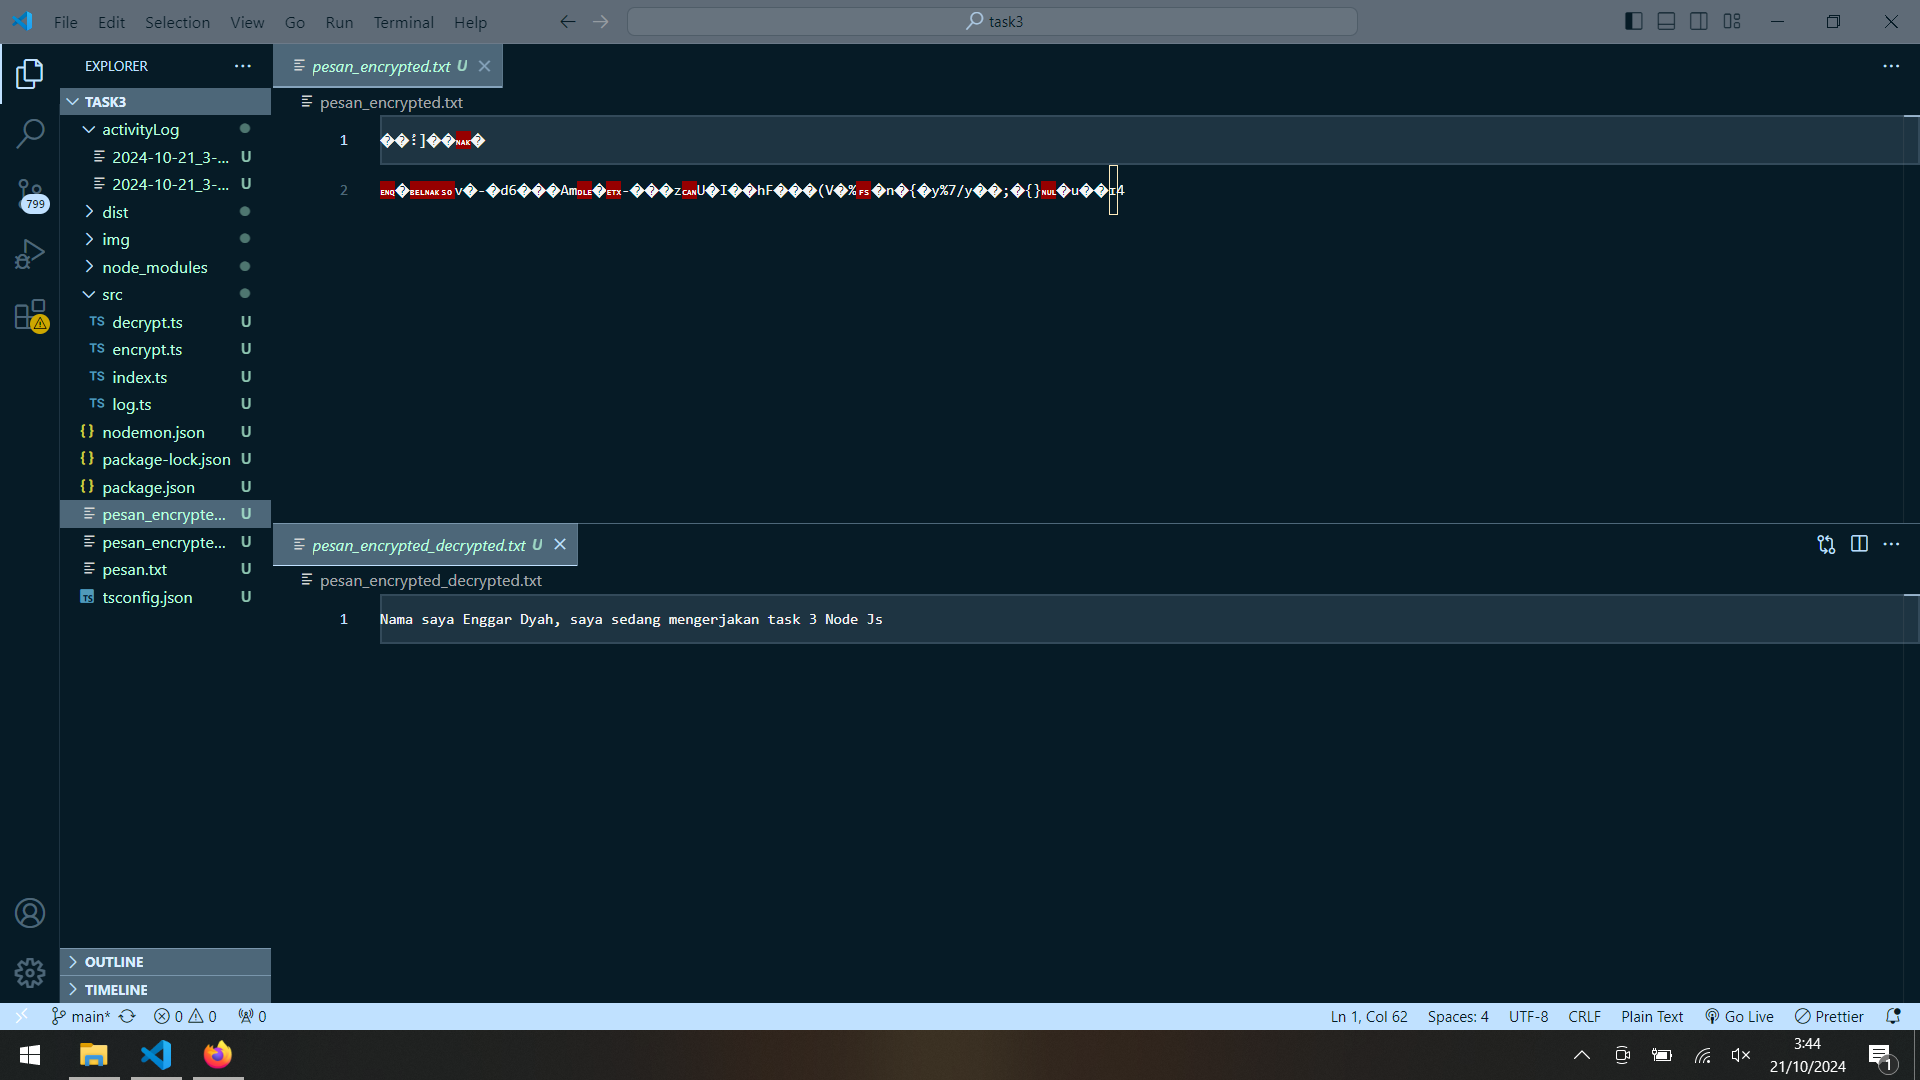 File Edit Selection View Go Run Terminal Help
task3
EXPLORER
TASK3
activityLog
2024-10-21_3-...
U
2024-10-21_3-...
U
dist
img
node_modules
src
TS decrypt.ts U
TS encrypt.ts U
TS index.ts U
TS log.ts U
{} nodemon.json U
{} package-lock.json U
{} package.json U
pesan_encrypte... U
pesan_encrypte... U
pesan.txt U
TS tsconfig.json U
OUTLINE
TIMELINE
799
pesan_encrypted.txt U
pesan_encrypted.txt
1 ]NAK
2 ENQ�BELNAKSOv�-�d6���AmDLE�ETX-���zCANU�I��hF���(V�%FS�n�{�y%7/y��;�{}NUL�u��4
pesan_encrypted_decrypted.txt U
pesan_encrypted_decrypted.txt
1 Nama saya Enggar Dyah, saya sedang mengerjakan task 3 Node Js
main* 0 0 0 Ln 1, Col 62 Spaces: 4 UTF-8 CRLF Plain Text Go Live Prettier
3:44
21/10/2024
1